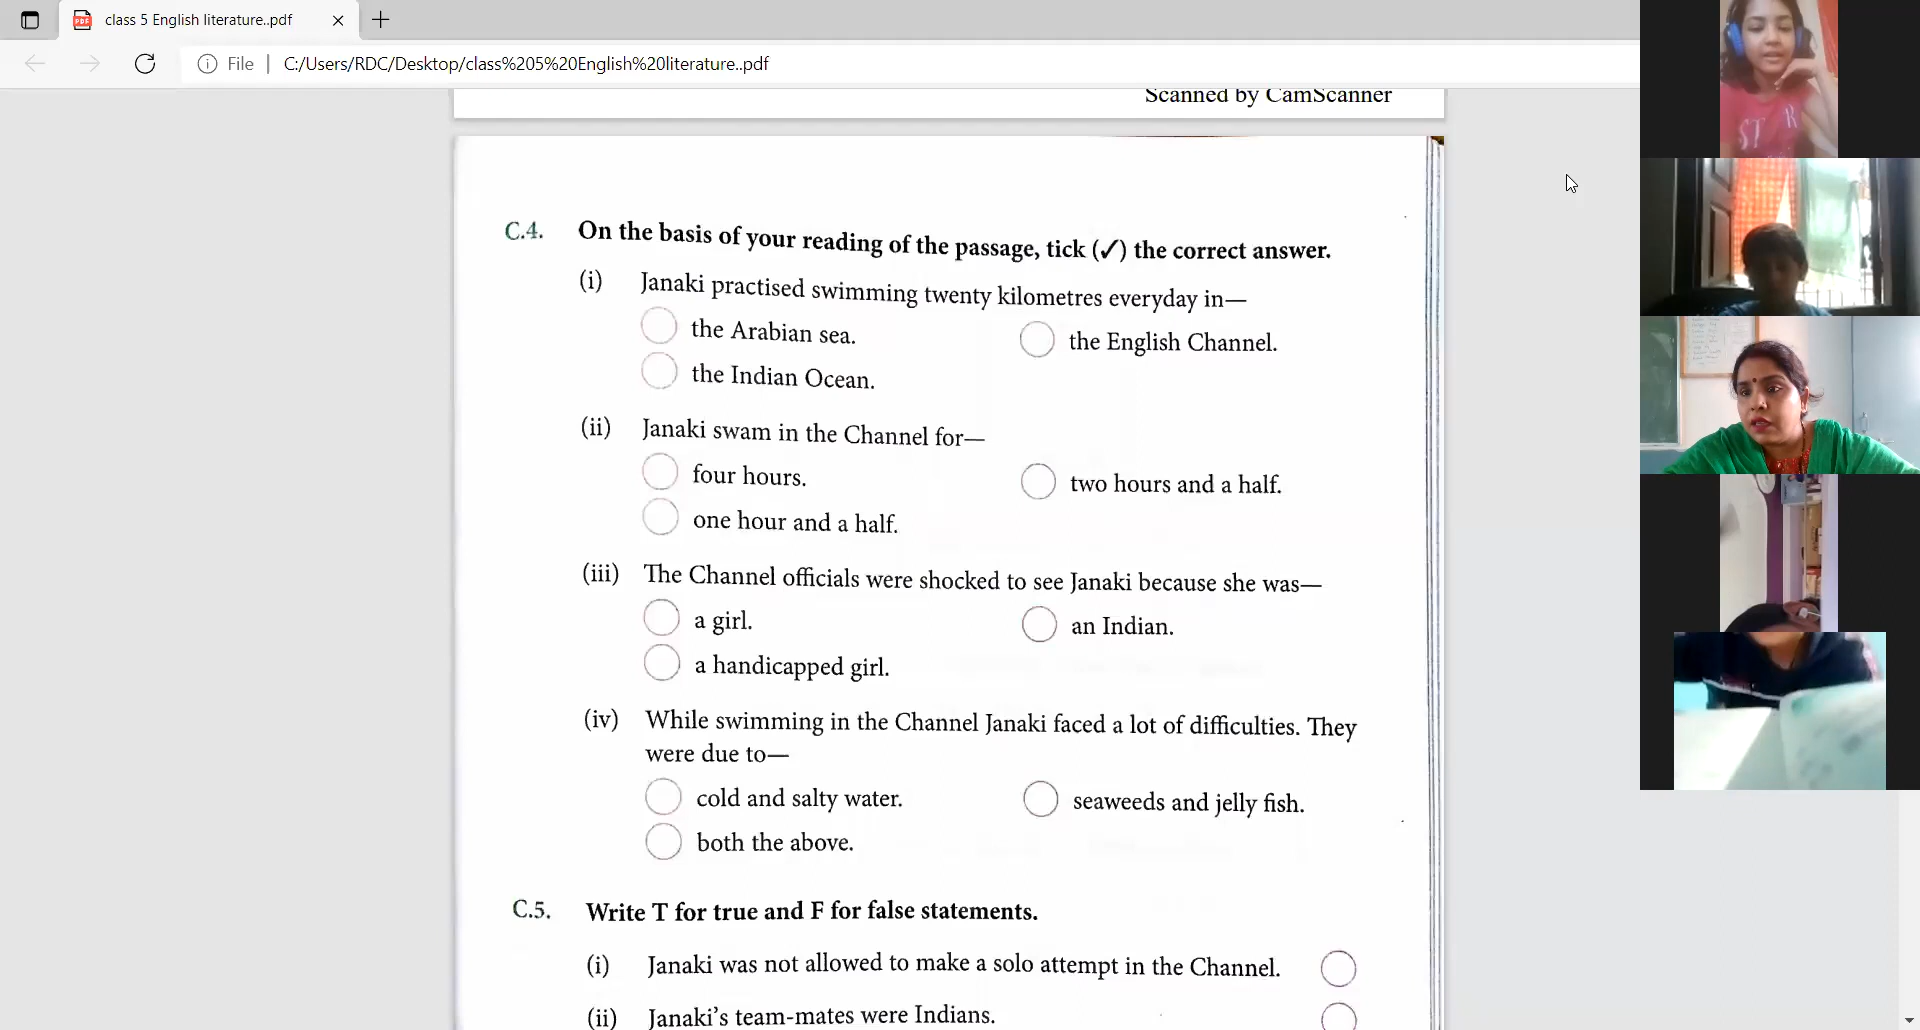 class 5 English literature..pdf
File | C:/Users/RDC/Desktop/class%205%20English%20literature..pdf
Scanned by CamScanner
C.4. On the basis of your reading of the passage, tick (✓) the correct answer.
(i) Janaki practised swimming twenty kilometres everyday in—
the Arabian sea. the English Channel.
the Indian Ocean.
(ii) Janaki swam in the Channel for—
four hours. two hours and a half.
one hour and a half.
(iii) The Channel officials were shocked to see Janaki because she was—
a girl. an Indian.
a handicapped girl.
(iv) While swimming in the Channel Janaki faced a lot of difficulties. They
were due to—
cold and salty water. seaweeds and jelly fish.
both the above.
C.5. Write T for true and F for false statements.
(i) Janaki was not allowed to make a solo attempt in the Channel.
(ii) Janaki's team-mates were Indians.